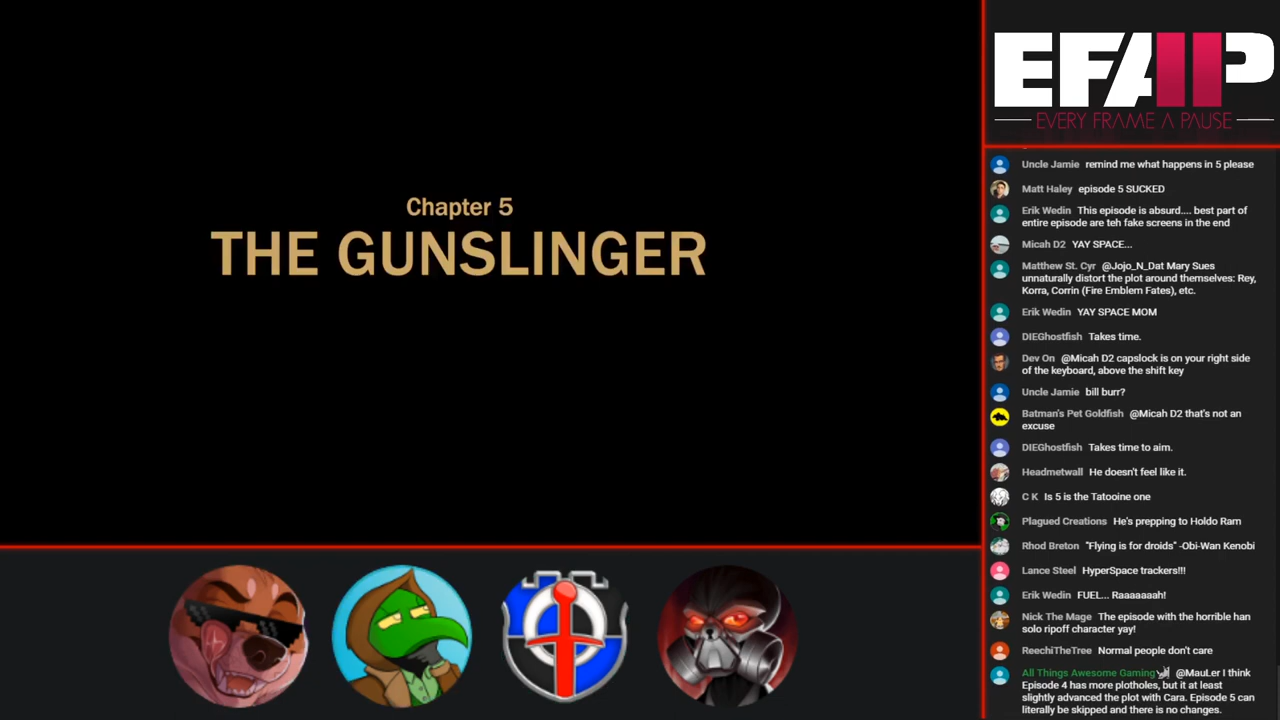 Chapter 5
THE GUNSLINGER
EFAP
EVERY FRAME A PAUSE
Uncle Jamie remind me what happens in 5 please
Matt Haley episode 5 SUCKED
Erik Wedin This episode is absurd.... best part of
entire episode are teh fake screens in the end
Micah D2 YAY SPACE...
Matthew St. Cyr @Jojo_N_Dat Mary Sues
unnaturally distort the plot around themselves: Rey,
Korra, Corrin (Fire Emblem Fates), etc.
Erik Wedin YAY SPACE MOM
DIEGhostfish Takes time.
Dev On @Micah D2 capslock is on your right side
of the keyboard, above the shift key
Uncle Jamie bill burr?
Batman's Pet Goldfish @Micah D2 that's not an
excuse
DIEGhostfish Takes time to aim.
Headmetwall He doesn't feel like it.
C K Is 5 is the Tatooine one
Plagued Creations He's prepping to Holdo Ram
Rhod Breton "Flying is for droids" -Obi-Wan Kenobi
Lance Steel HyperSpace trackers!!!
Erik Wedin FUEL... Raaaaaaah!
Nick The Mage The episode with the horrible han
solo ripoff character yay!
ReechiTheTree Normal people don't care
All Things Awesome Gaming @MauLer I think
Episode 4 has more plotholes, but it at least
slightly advanced the plot with Cara. Episode 5 can
literally be skipped and there is no changes.